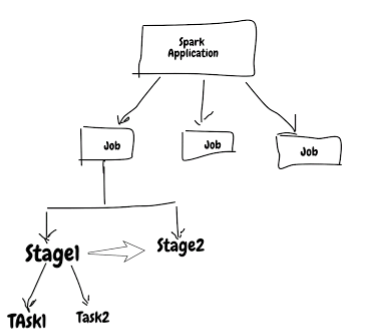 Spark
Application
Job
Job
Job
Stage1
Stage2
TAsk1
Task2